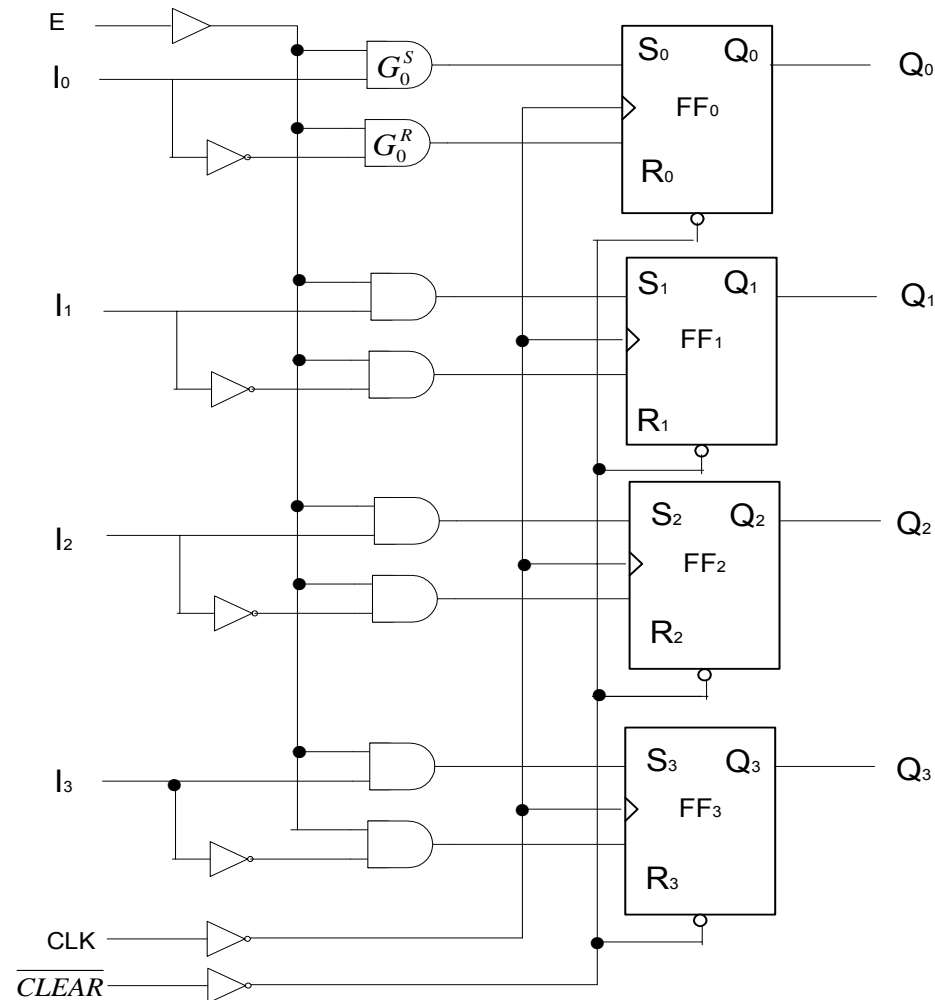 E
I₀
G₀ˢ
S₀ Q₀
Q₀
FF₀
G₀ᴿ
R₀
I₁
S₁ Q₁
Q₁
FF₁
R₁
I₂
S₂ Q₂
Q₂
FF₂
R₂
I₃
S₃ Q₃
Q₃
FF₃
R₃
CLK
C̅L̅E̅A̅R̅